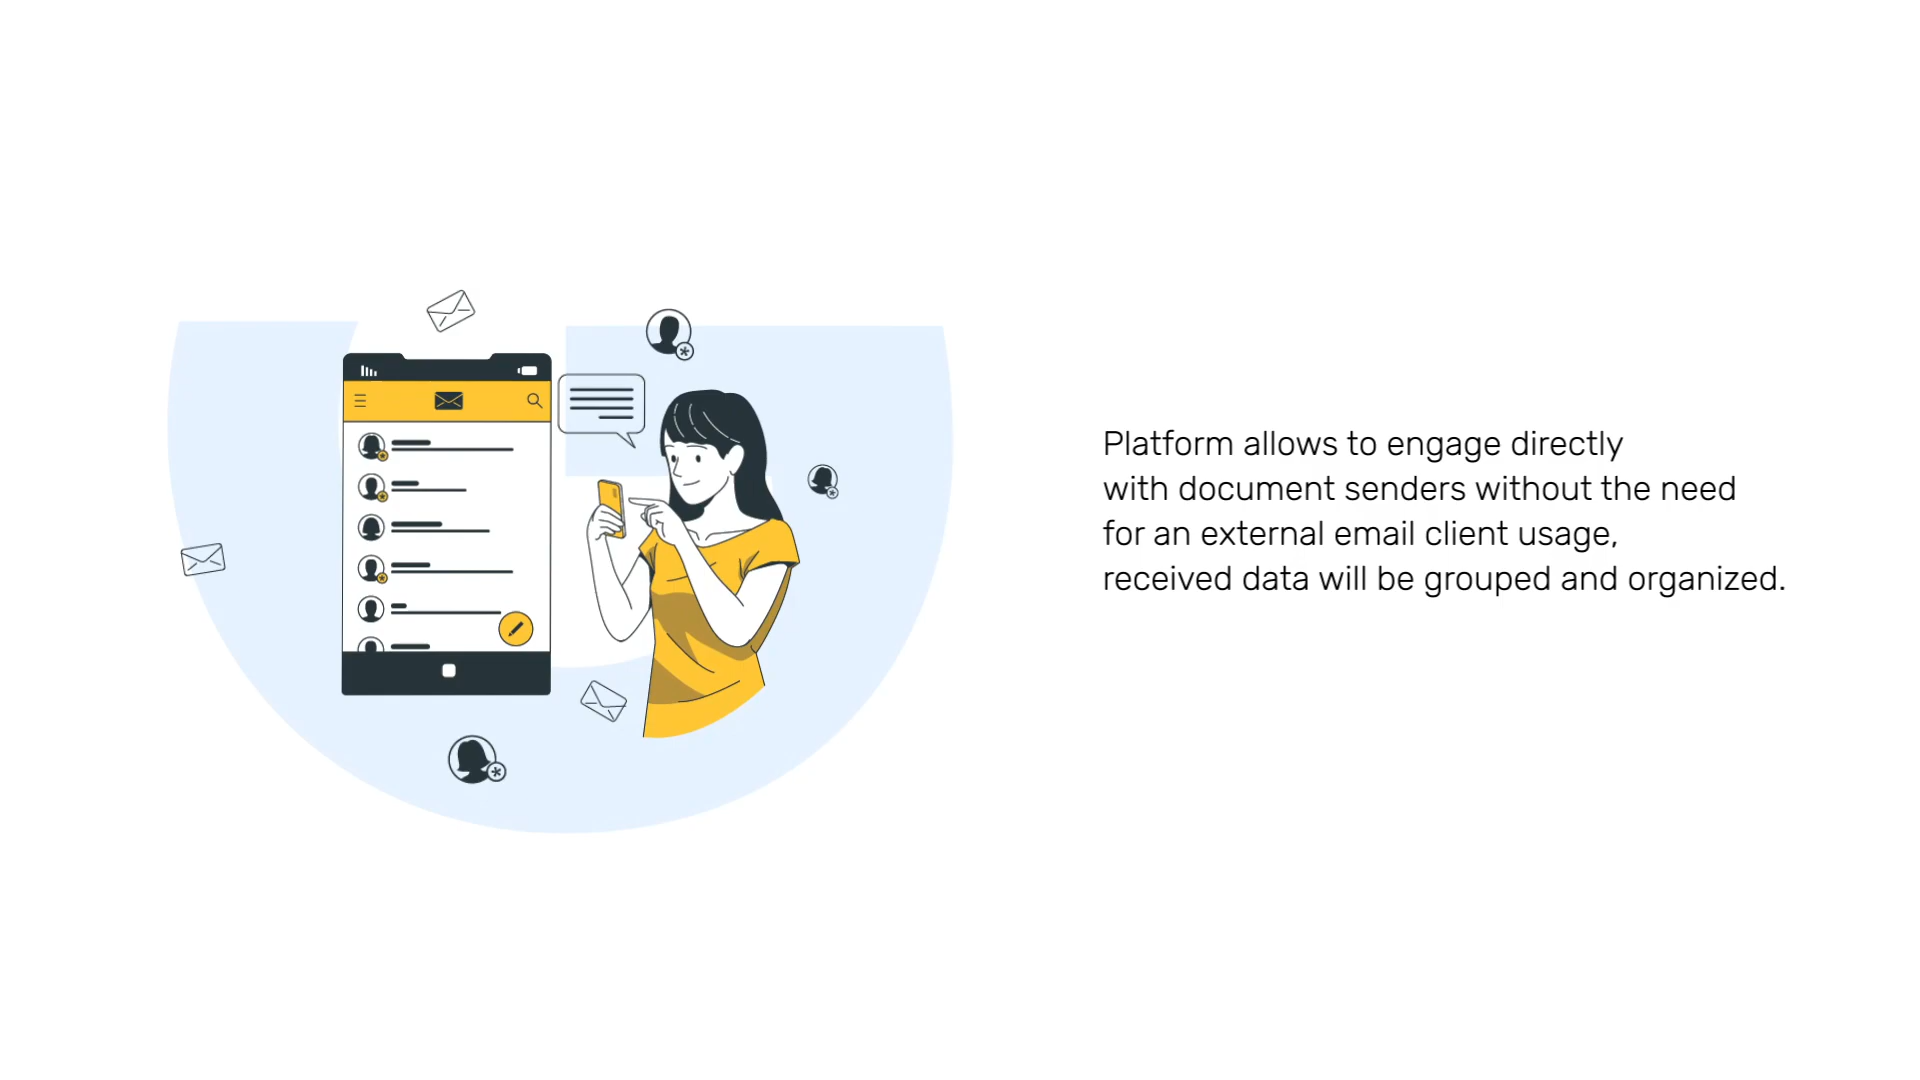 Platform allows to engage directly
with document senders without the need
for an external email client usage,
received data will be grouped and organized.